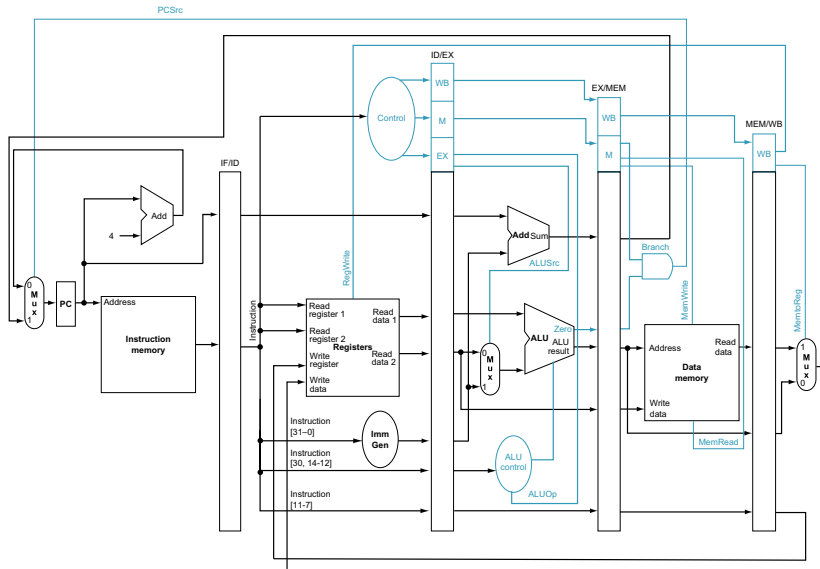 PCSrc
ID/EX
WB
EX/MEM
Control
M
WB
MEM/WB
EX
M
WB
IF/ID
Add
4
Add Sum
Branch
ALUSrc
RegWrite
MemWrite
MemtoReg
0
M
u
x
1
PC
Address
Instruction
memory
Instruction
Read
register 1
Read
data 1
Read
register 2
Registers
Write
register
Read
data 2
Write
data
0
M
u
x
1
Zero
ALU
ALU
result
Address
Read
data
Data
memory
Write
data
1
M
u
x
0
Instruction
[31–0]
Imm
Gen
MemRead
Instruction
[30, 14-12]
ALU
control
Instruction
[11-7]
ALUOp